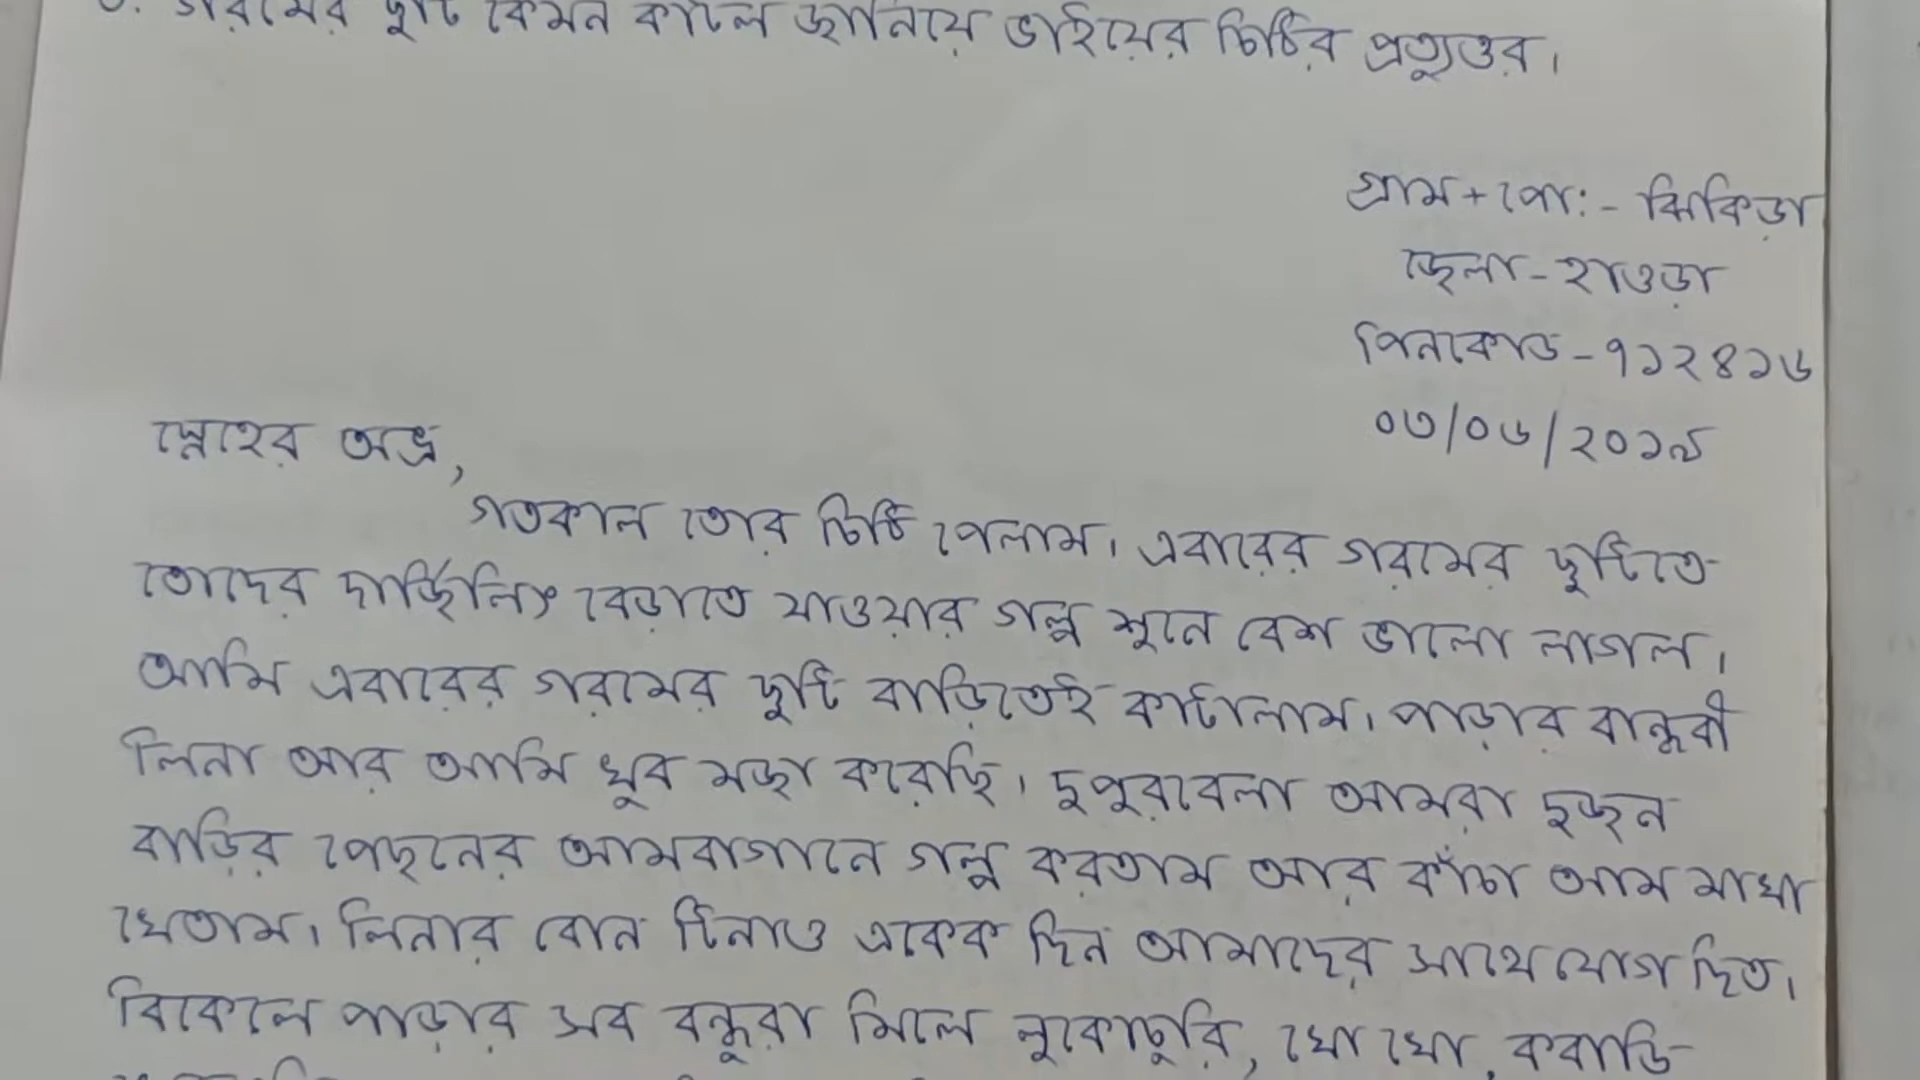 গরমের ছুটি কেমন কাটল জানিয়ে ভাইয়ের চিঠির প্রত্যুত্তর।
গ্রাম+পো:- ঝিকিড়া
জেলা-হাওড়া
পিনকোড-৭১২৪১৬
০৩/০৬/২০১৯
স্নেহের অভ্র,
গতকাল তোর চিঠি পেলাম। এবারের গরমের ছুটিতে
তোদের দার্জিলিং বেড়াতে যাওয়ার গল্প শুনে বেশ ভালো লাগল।
আমি এবারের গরমের ছুটি বাড়িতেই কাটালাম। পাড়ার বান্ধবী
লিনা আর আমি খুব মজা করেছি। দুপুরবেলা আমরা দুজন
বাড়ির পেছনের আমবাগানে গল্প করতাম আর কাঁচা আম মাখা
খেতাম। লিনার বোন টিনাও একেক দিন আমাদের সাথে যোগ দিত।
বিকেলে পাড়ার সব বন্ধুরা মিলে লুকোচুরি, খো খো, কবাডি